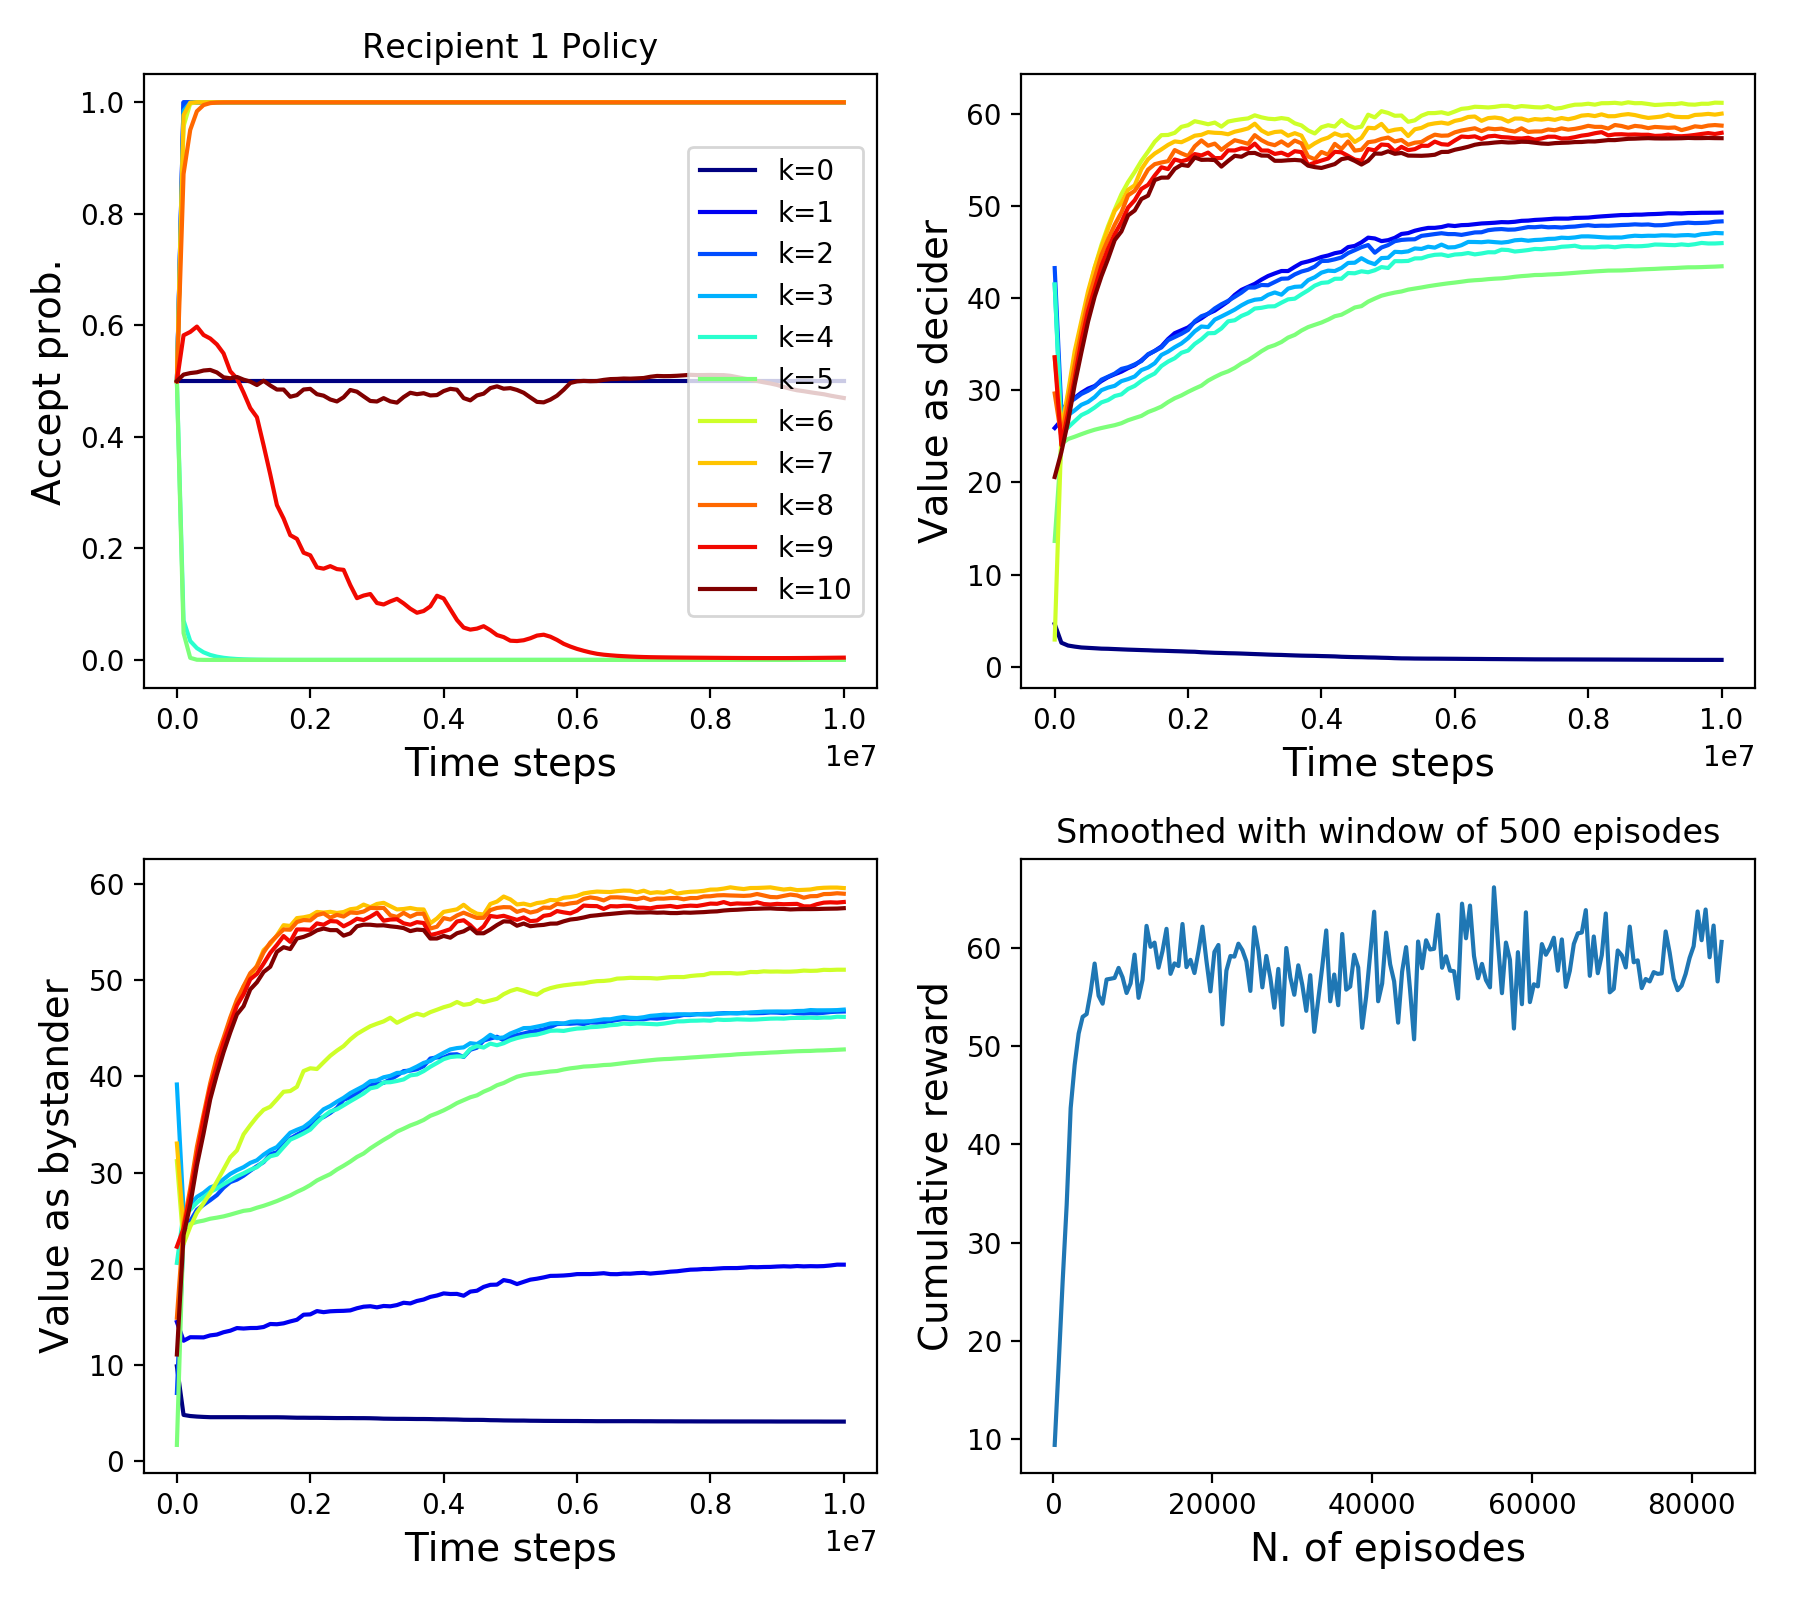 Recipient 1 Policy
Accept prob.
1.0
0.8
0.6
0.4
0.2
0.0
k=0
k=1
k=2
k=3
k=4
k=5
k=6
k=7
k=8
k=9
k=10
0.0 0.2 0.4 0.6 0.8 1.0
1e7
Time steps
Value as decider
60
50
40
30
20
10
0
0.0 0.2 0.4 0.6 0.8 1.0
1e7
Time steps
Value as bystander
60
50
40
30
20
10
0
0.0 0.2 0.4 0.6 0.8 1.0
1e7
Time steps
Smoothed with window of 500 episodes
Cumulative reward
60
50
40
30
20
10
0 20000 40000 60000 80000
N. of episodes